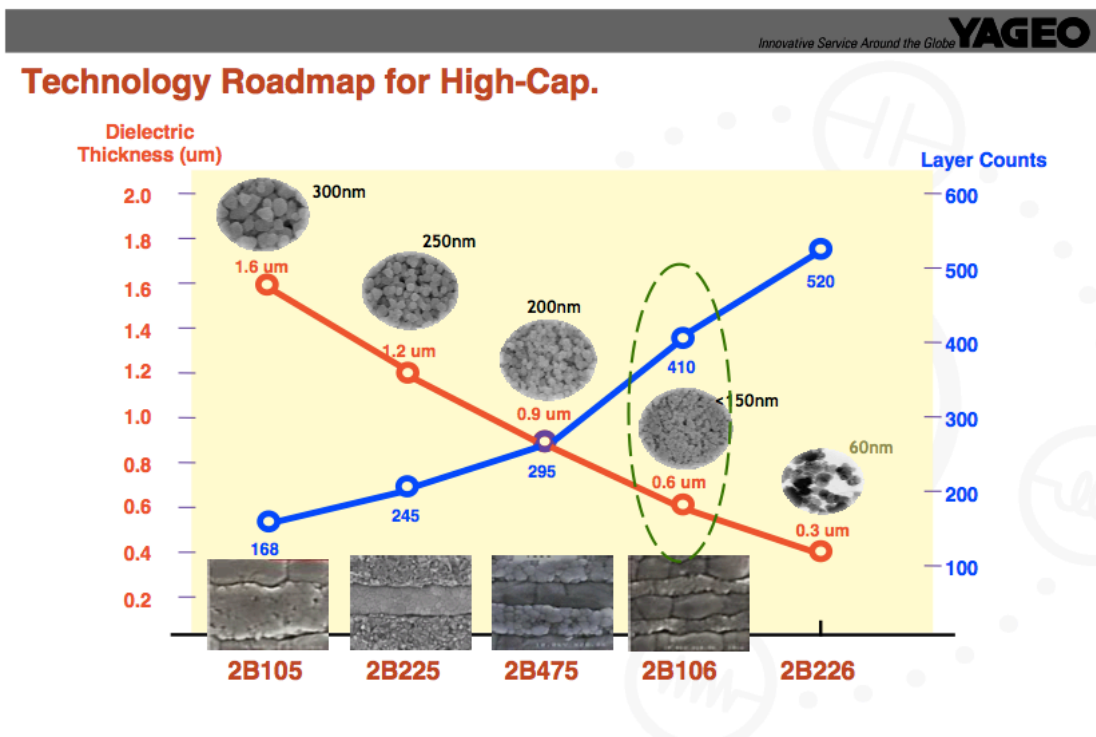 Innovative Service Around the Globe YAGEO
Technology Roadmap for High-Cap.
Dielectric
Thickness (um)
Layer Counts
2.0
1.8
1.6
1.4
1.2
1.0
0.8
0.6
0.4
0.2
600
500
400
300
200
100
300nm
1.6 um
250nm
1.2 um
200nm
0.9 um
<150nm
0.6 um
60nm
0.3 um
168
245
295
410
520
2B105
2B225
2B475
2B106
2B226